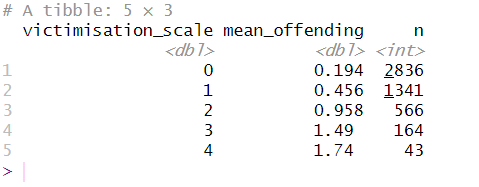 # A tibble: 5 × 3
victimisation_scale mean_offending n
<dbl> <dbl> <int>
1 0 0.194 2836
2 1 0.456 1341
3 2 0.958 566
4 3 1.49 164
5 4 1.74 43
>